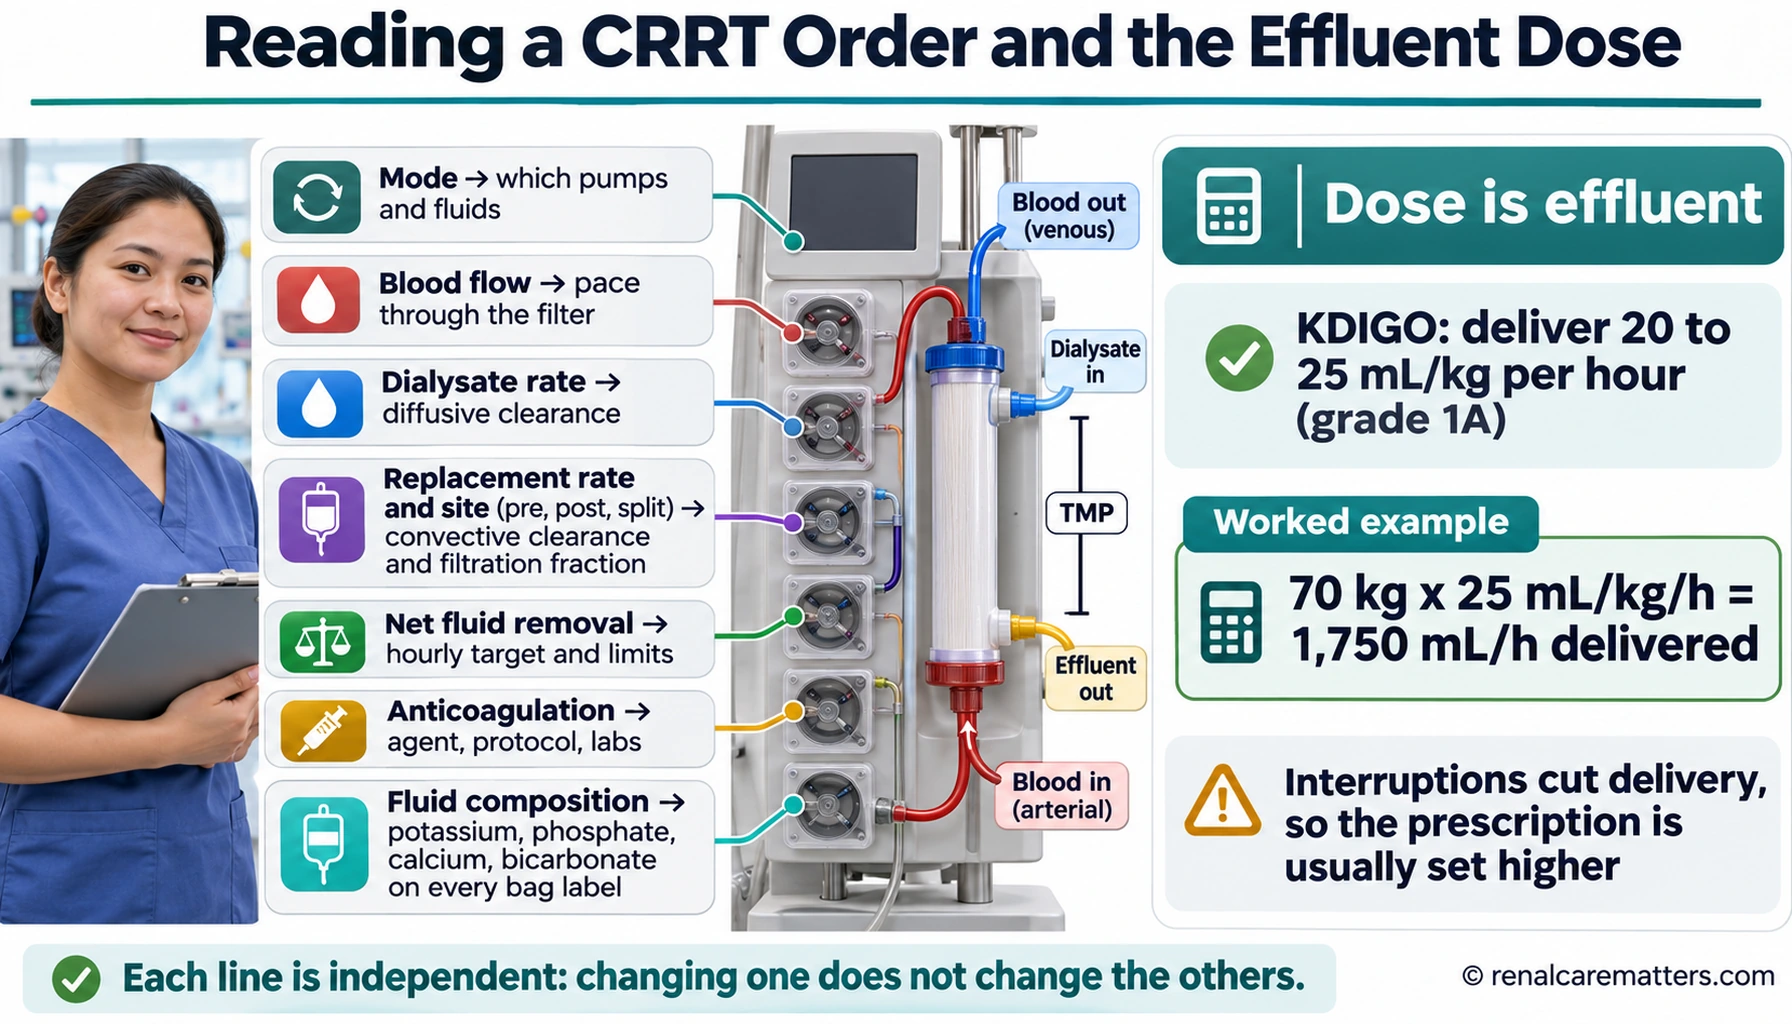 Reading a CRRT Order and the Effluent Dose
Mode → which pumps
and fluids
Blood flow → pace
through the filter
Dialysate rate →
diffusive clearance
Replacement rate
and site (pre, post, split) →
convective clearance
and filtration fraction
Net fluid removal →
hourly target and limits
Anticoagulation →
agent, protocol, labs
Fluid composition →
potassium, phosphate,
calcium, bicarbonate
on every bag label
Blood out
(venous)
Dialysate
in
TMP
Effluent
out
Blood in
(arterial)
Dose is effluent
KDIGO: deliver 20 to
25 mL/kg per hour
(grade 1A)
Worked example
70 kg x 25 mL/kg/h =
1,750 mL/h delivered
Interruptions cut delivery,
so the prescription is
usually set higher
Each line is independent: changing one does not change the others.
© renalcarematters.com